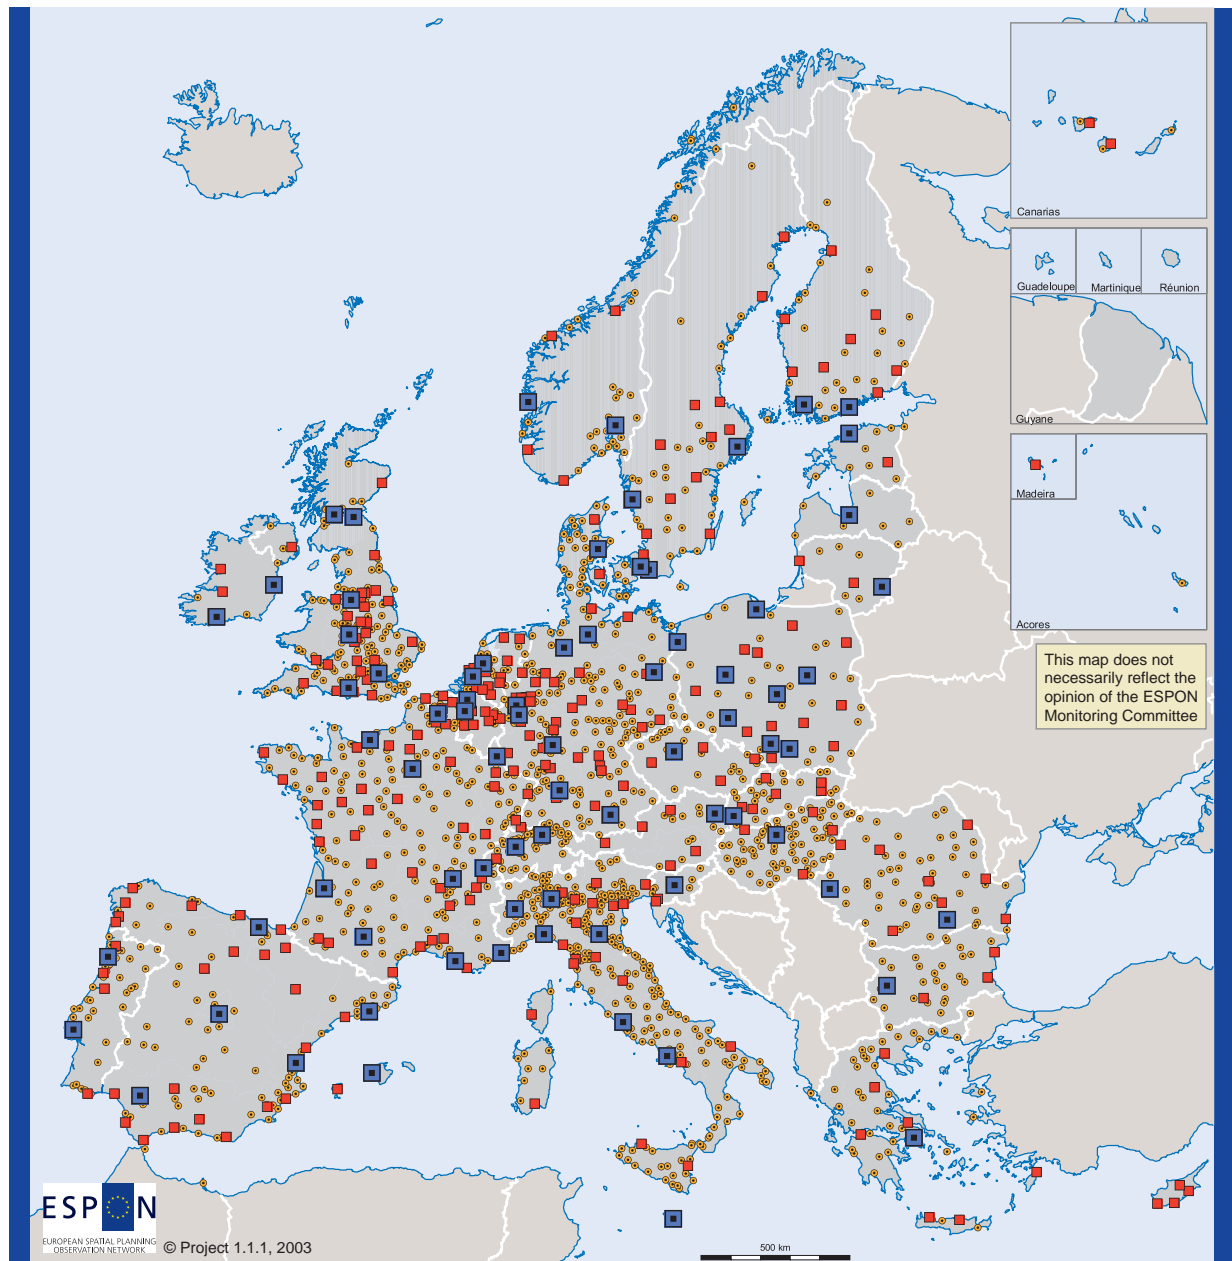 Canarias
Guadeloupe
Martinique
Réunion
Guyane
Madeira
Acores
This map does not
necessarily reflect the
opinion of the ESPON
Monitoring Committee
ESPON
EUROPEAN SPATIAL PLANNING
OBSERVATION NETWORK
© Project 1.1.1, 2003
500 km